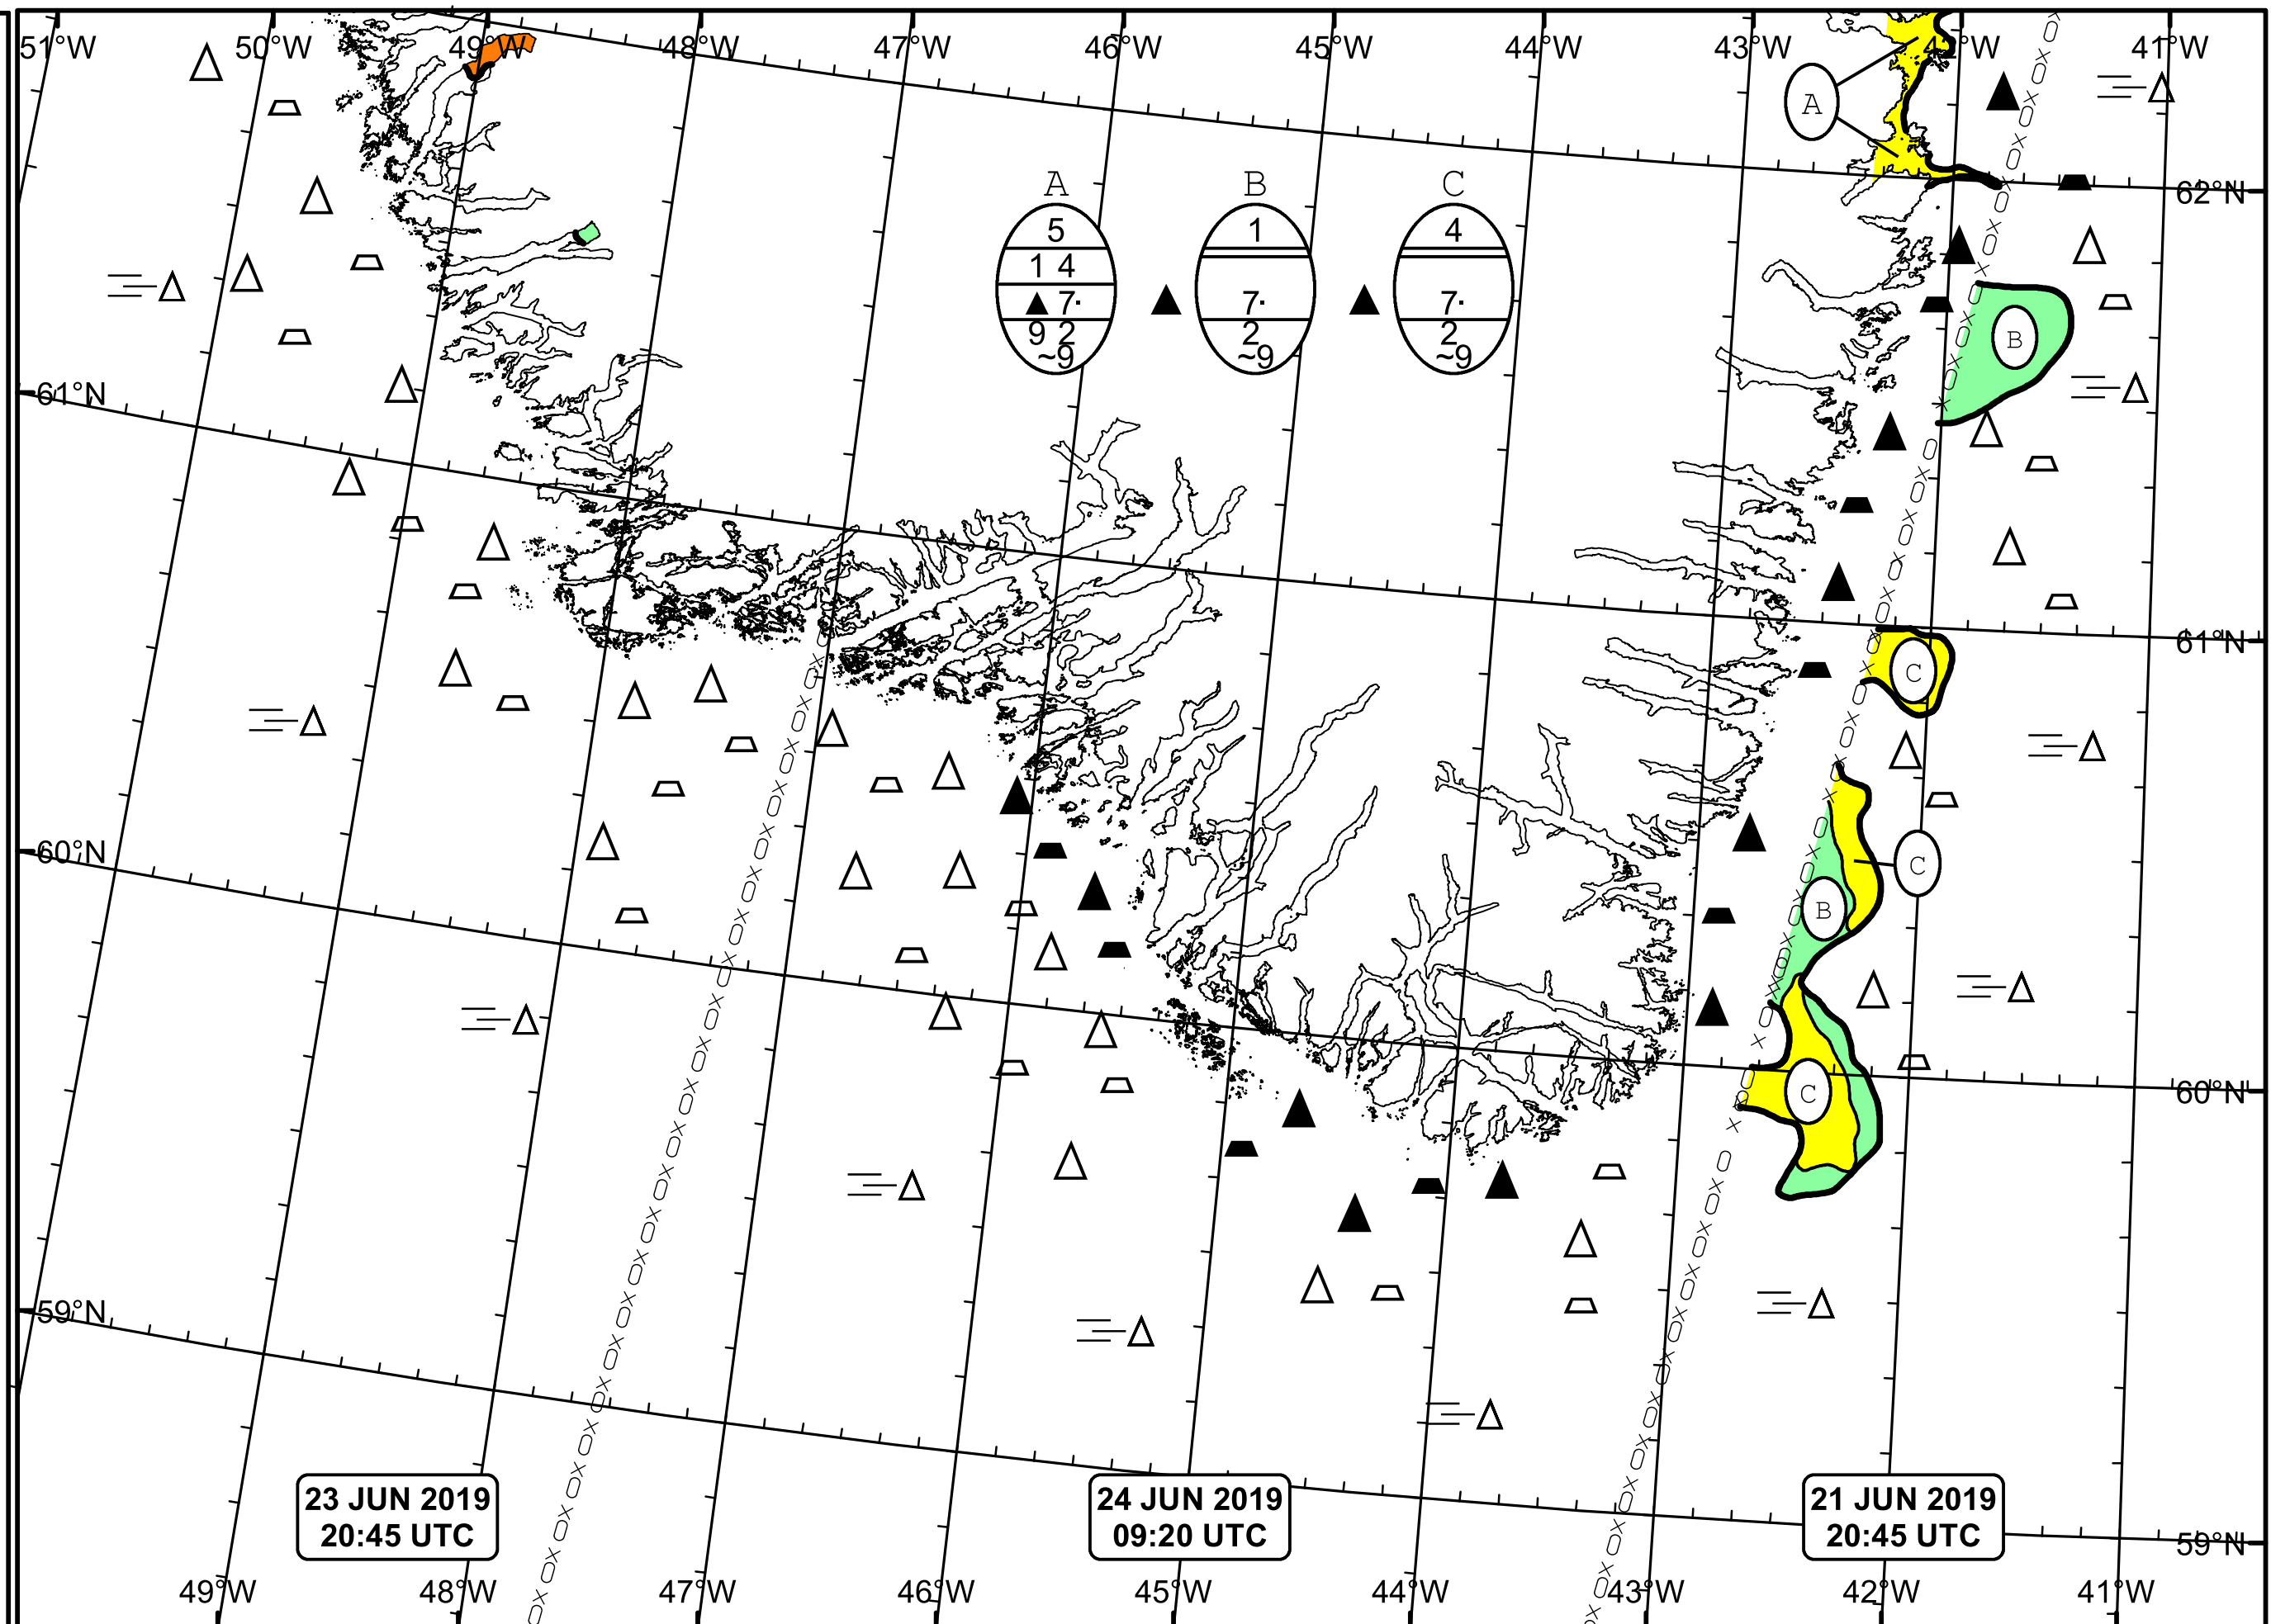 51°W 50°W 49°W 48°W 47°W 46°W 45°W 44°W 43°W 42°W 41°W
A
62°N
A B C
5 1 4
1 4
7· 7· 7·
9 2 2 2
~9 ~9 ~9
B
61°N
61°N
C
60°N
C
B
60°N
C
59°N
23 JUN 2019
20:45 UTC
24 JUN 2019
09:20 UTC
21 JUN 2019
20:45 UTC
59°N
49°W 48°W 47°W 46°W 45°W 44°W 43°W 42°W 41°W